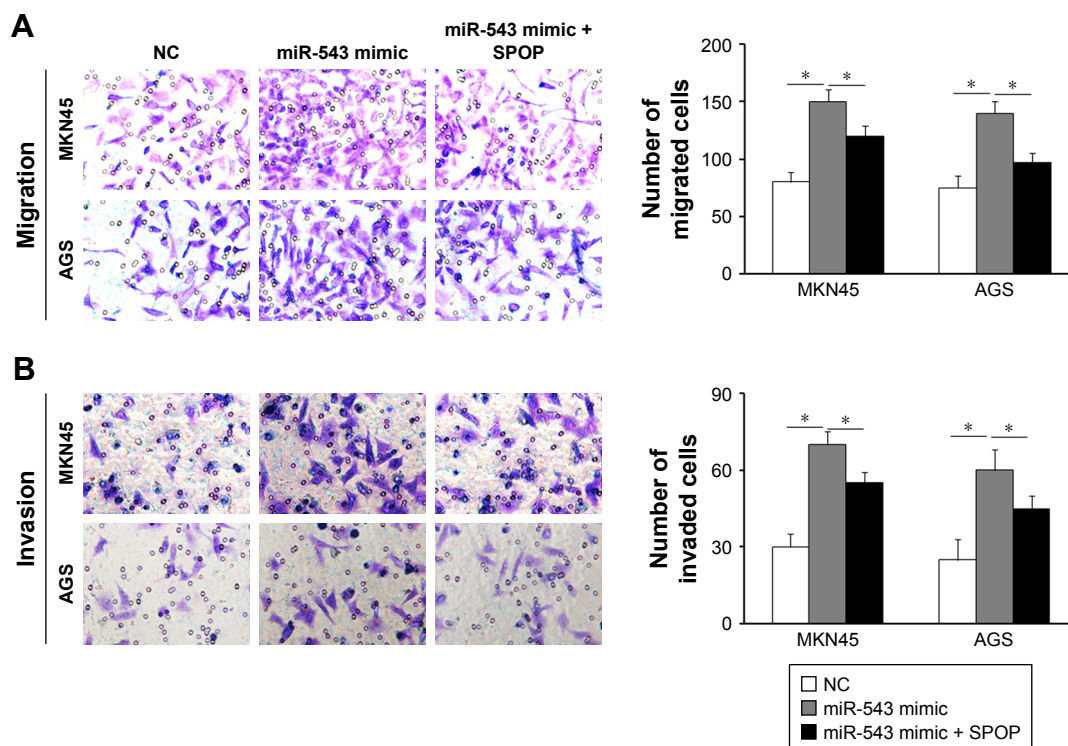 A
NC
miR-543 mimic
miR-543 mimic +
SPOP
Migration
MKN45
AGS
Number of
migrated cells
200
150
100
50
0
* * * *
MKN45 AGS
B
Invasion
MKN45
AGS
Number of
invaded cells
90
60
30
0
* * * *
MKN45 AGS
NC
miR-543 mimic
miR-543 mimic + SPOP